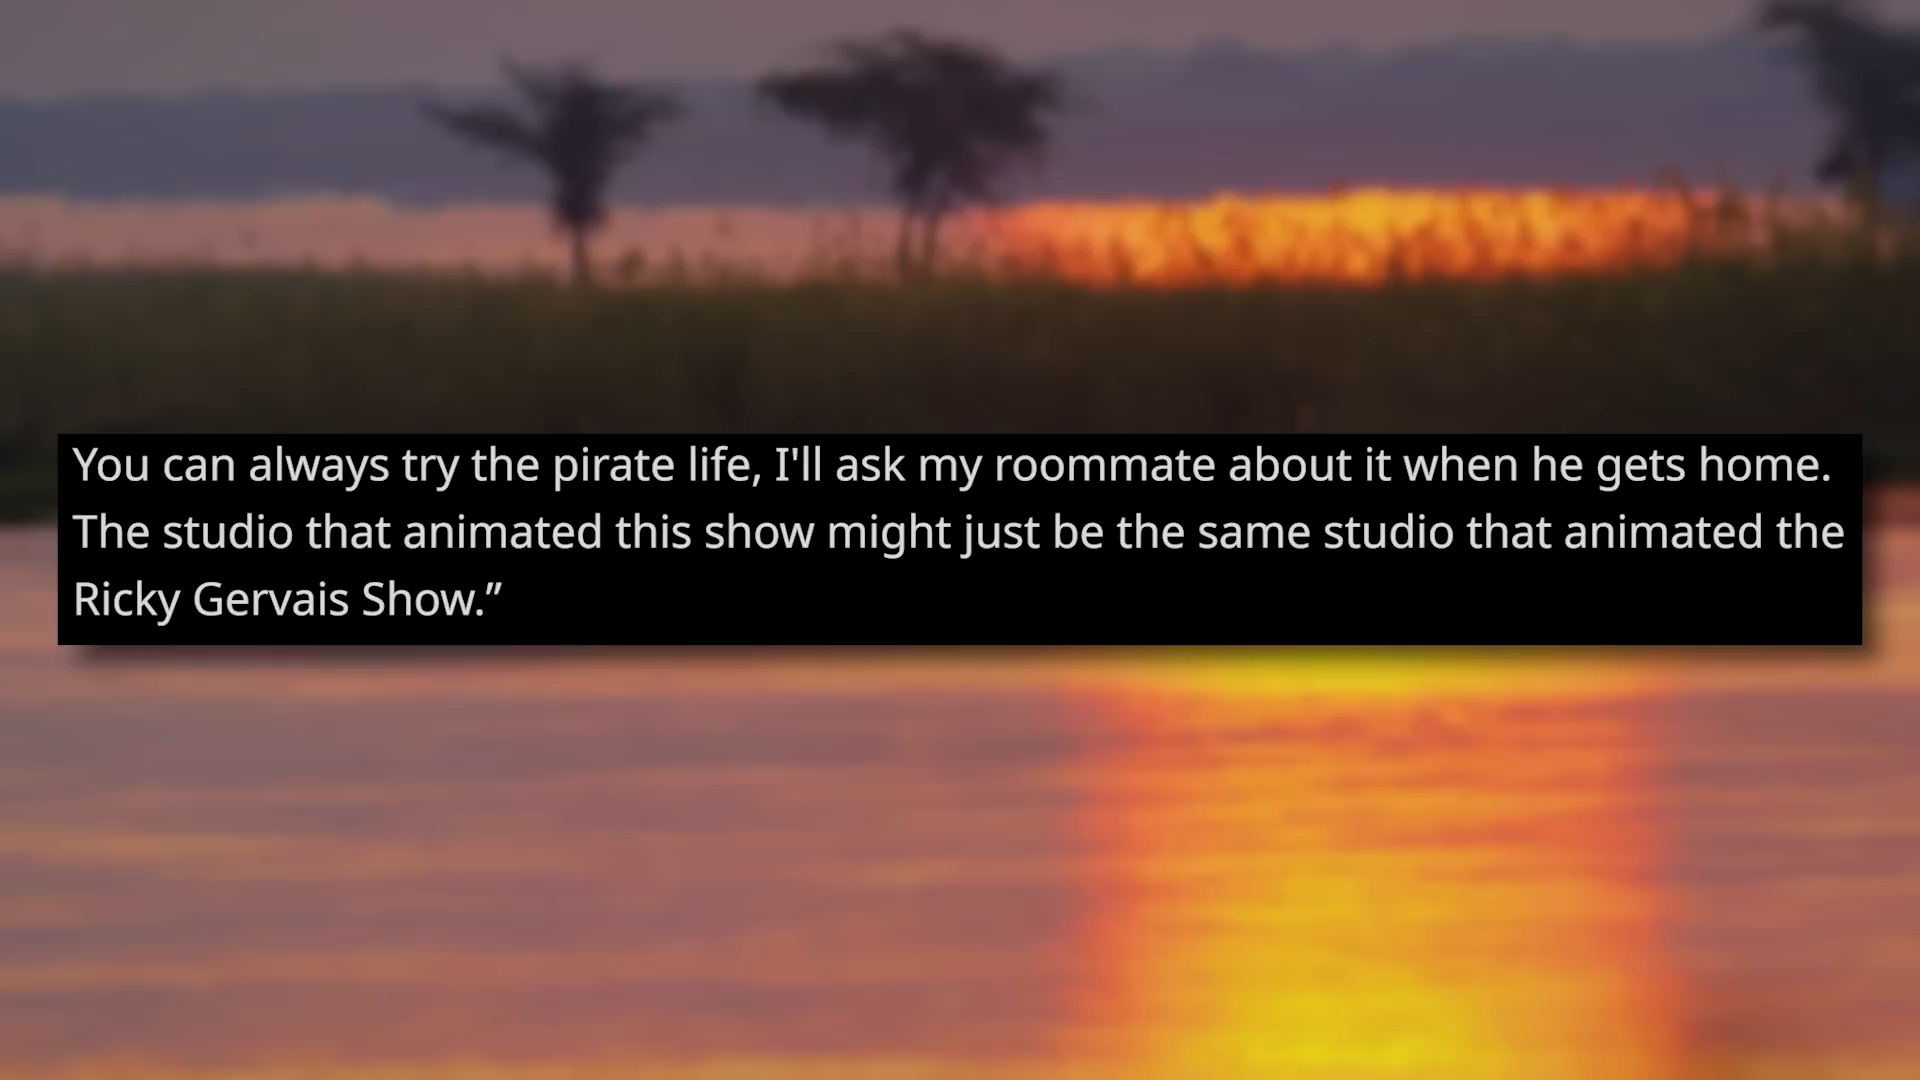 You can always try the pirate life, I'll ask my roommate about it when he gets home.
The studio that animated this show might just be the same studio that animated the
Ricky Gervais Show.”